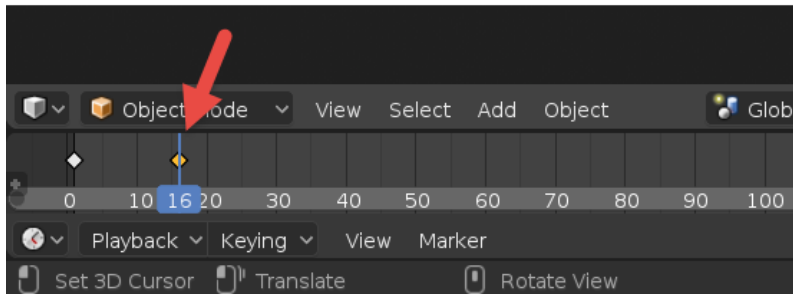 Object Mode View Select Add Object Glob
0 10 16 20 30 40 50 60 70 80 90 100
Playback Keying View Marker
Set 3D Cursor Translate Rotate View